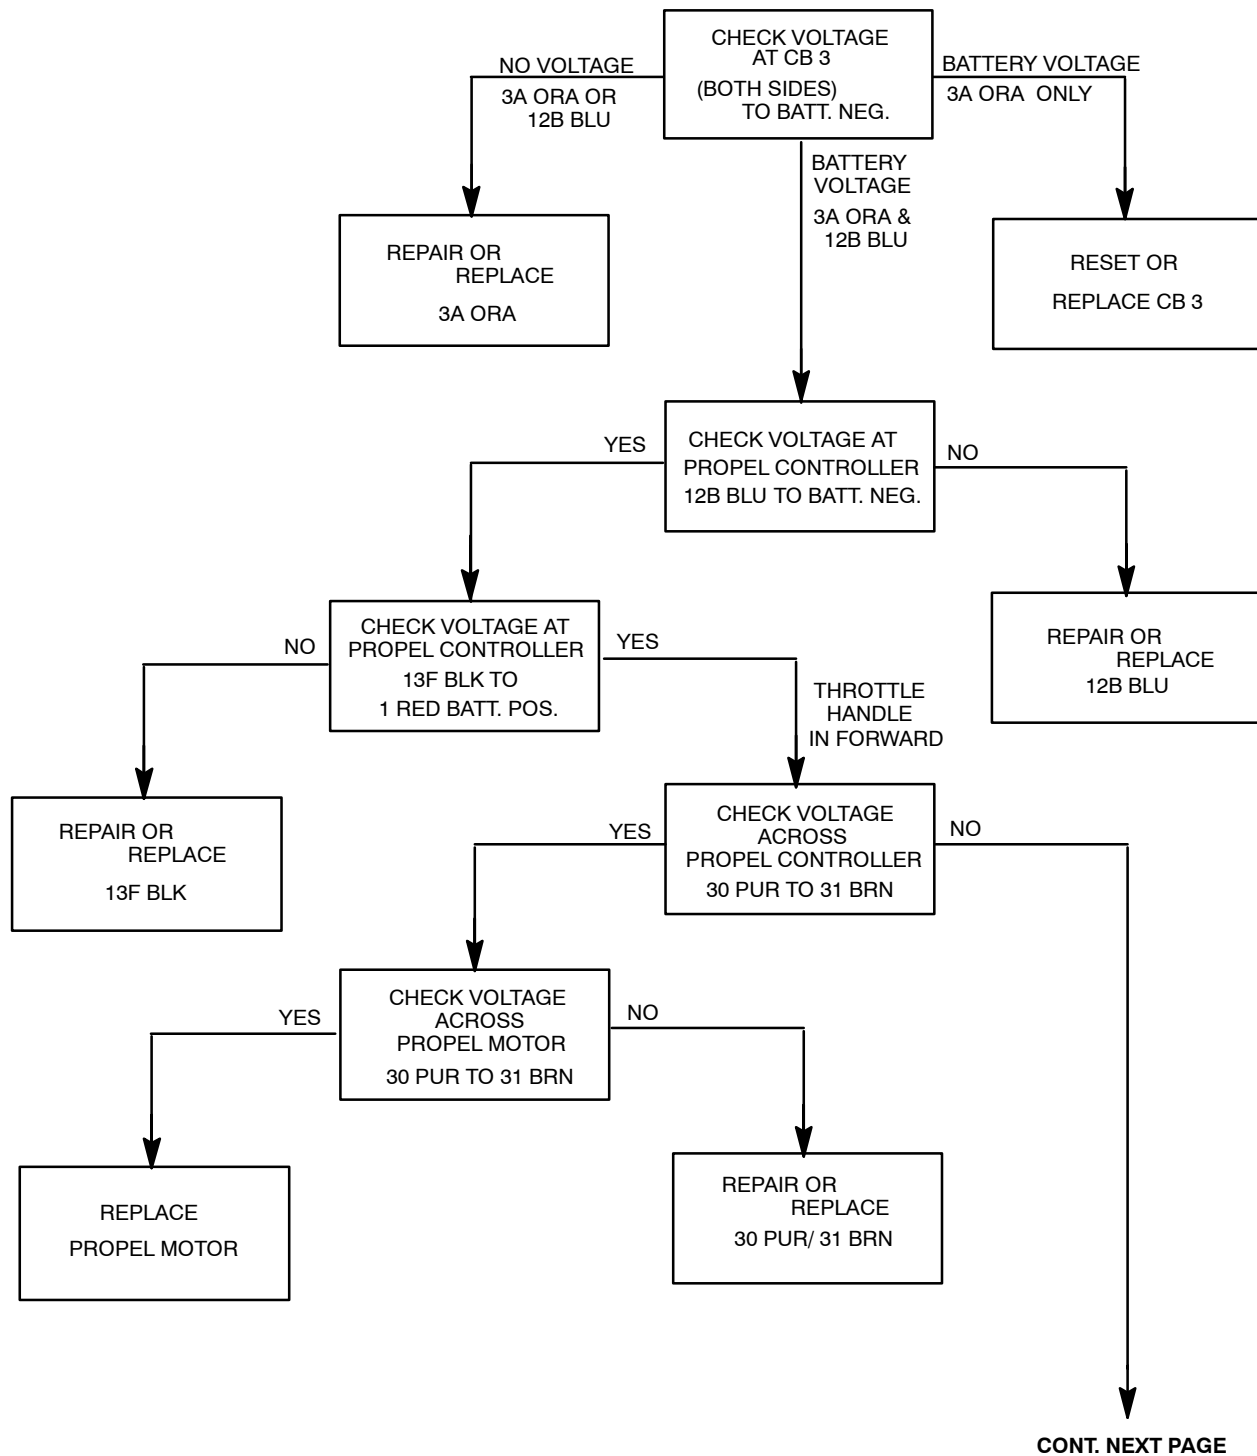 CHECK VOLTAGE
AT CB 3
(BOTH SIDES)
TO BATT. NEG.
NO VOLTAGE
3A ORA OR
12B BLU
BATTERY VOLTAGE
3A ORA ONLY
BATTERY
VOLTAGE
3A ORA &
12B BLU
REPAIR OR
REPLACE
3A ORA
RESET OR
REPLACE CB 3
CHECK VOLTAGE AT
PROPEL CONTROLLER
12B BLU TO BATT. NEG.
YES
NO
CHECK VOLTAGE AT
PROPEL CONTROLLER
13F BLK TO
1 RED BATT. POS.
NO
YES
REPAIR OR
REPLACE
12B BLU
THROTTLE
HANDLE
IN FORWARD
REPAIR OR
REPLACE
13F BLK
CHECK VOLTAGE
ACROSS
PROPEL CONTROLLER
30 PUR TO 31 BRN
YES
NO
CHECK VOLTAGE
ACROSS
PROPEL MOTOR
30 PUR TO 31 BRN
YES
NO
REPLACE
PROPEL MOTOR
REPAIR OR
REPLACE
30 PUR/ 31 BRN
CONT. NEXT PAGE